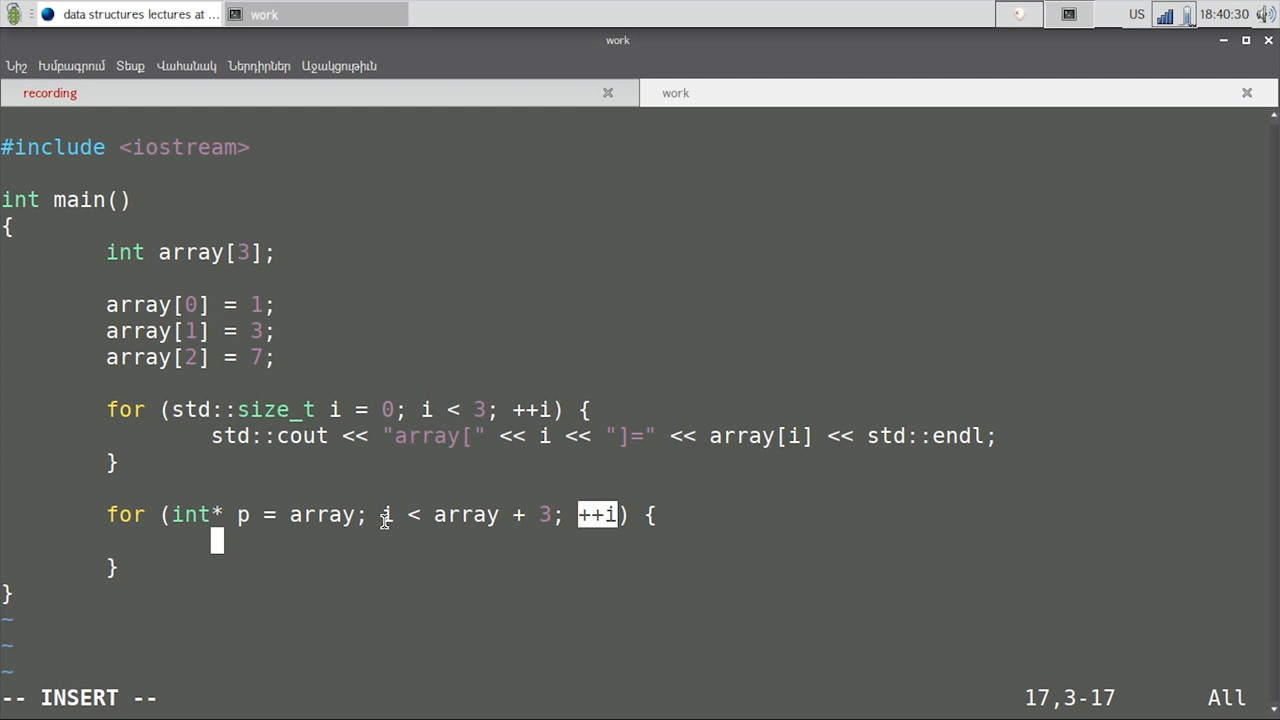 data structures lectures at ...
work
US
18:40:30
work
Նիշ Խմբագրում Տեսք Վահանակ Ներդիրներ Աջակցութիւն
recording
work
#include <iostream>
int main()
{
int array[3];
array[0] = 1;
array[1] = 3;
array[2] = 7;
for (std::size_t i = 0; i < 3; ++i) {
std::cout << "array[" << i << "]=" << array[i] << std::endl;
}
for (int* p = array; i < array + 3; ++i) {
}
}
~
~
~
-- INSERT --
17,3-17
All